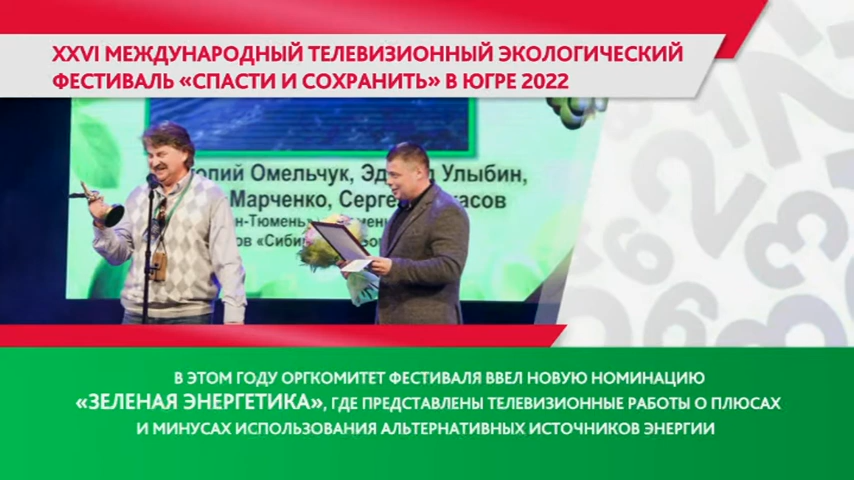 XXVI МЕЖДУНАРОДНЫЙ ТЕЛЕВИЗИОННЫЙ ЭКОЛОГИЧЕСКИЙ
ФЕСТИВАЛЬ «СПАСТИ И СОХРАНИТЬ» В ЮГРЕ 2022
Омельчук, Улыбин,
Марченко,
В ЭТОМ ГОДУ ОРГКОМИТЕТ ФЕСТИВАЛЯ ВВЕЛ НОВУЮ НОМИНАЦИЮ
«ЗЕЛЕНАЯ ЭНЕРГЕТИКА», ГДЕ ПРЕДСТАВЛЕНЫ ТЕЛЕВИЗИОННЫЕ РАБОТЫ О ПЛЮСАХ
И МИНУСАХ ИСПОЛЬЗОВАНИЯ АЛЬТЕРНАТИВНЫХ ИСТОЧНИКОВ ЭНЕРГИИ